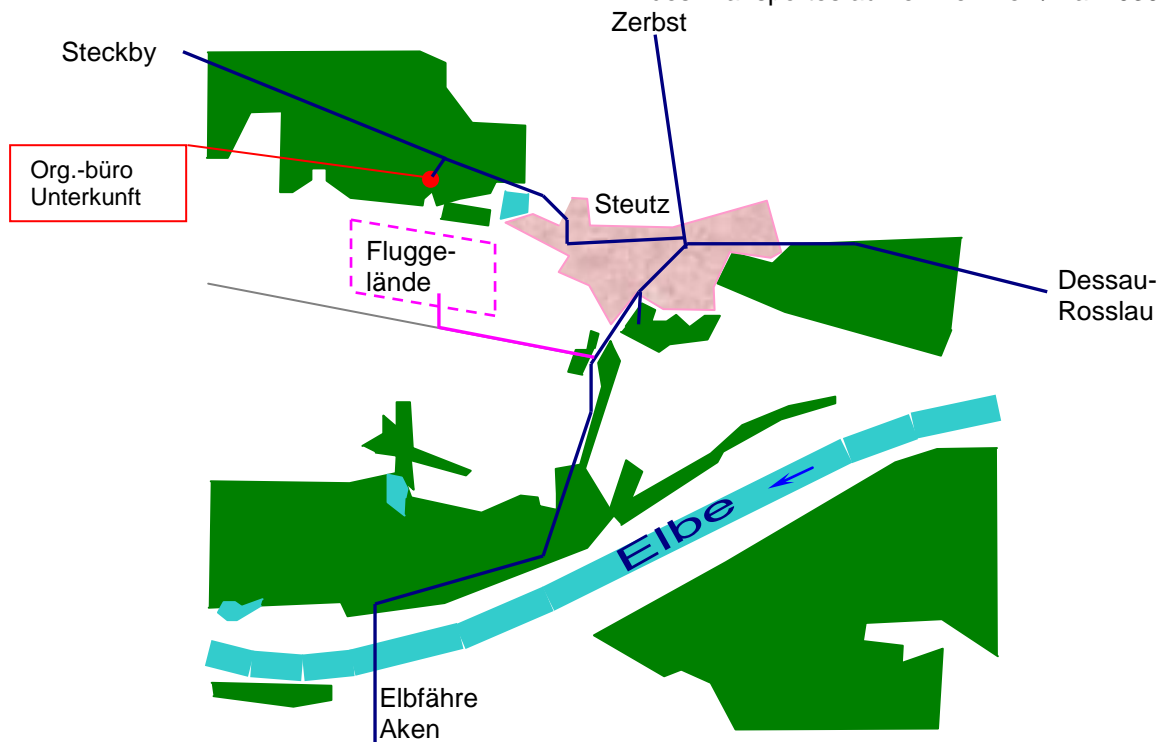 Zerbst
Steckby
Org.-büro
Unterkunft
Steutz
Flugge-
lände
Dessau-
Rosslau
Elbe
Elbfähre
Aken